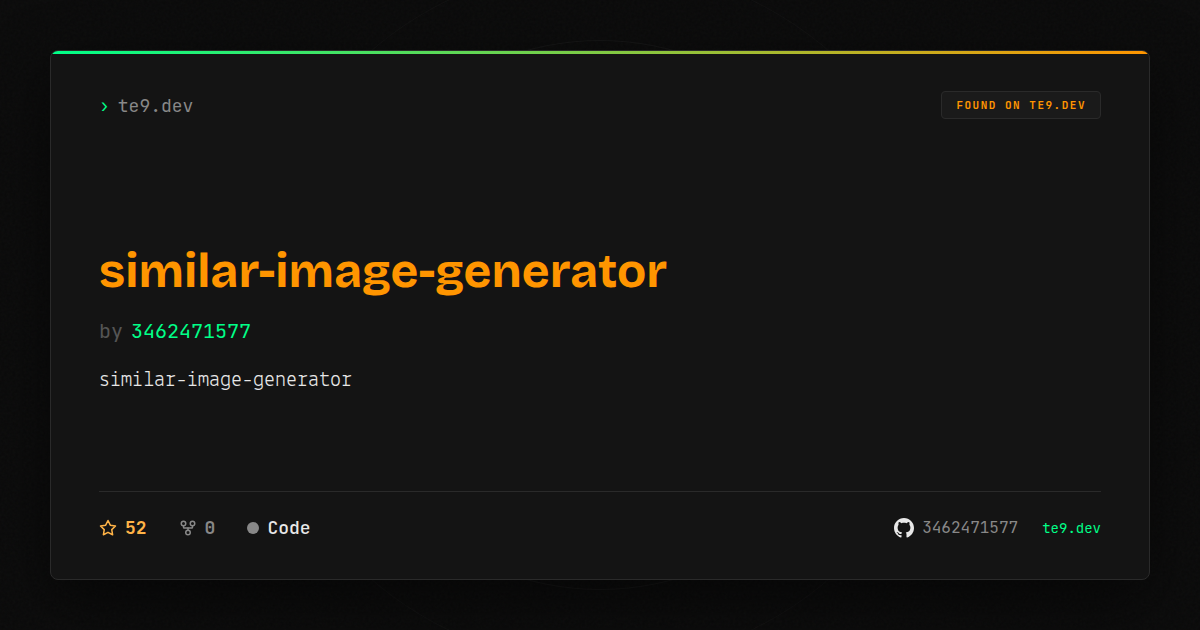 › te9.dev
FOUND ON TE9.DEV
similar-image-generator
by 3462471577
similar-image-generator
52
0
Code
3462471577
te9.dev